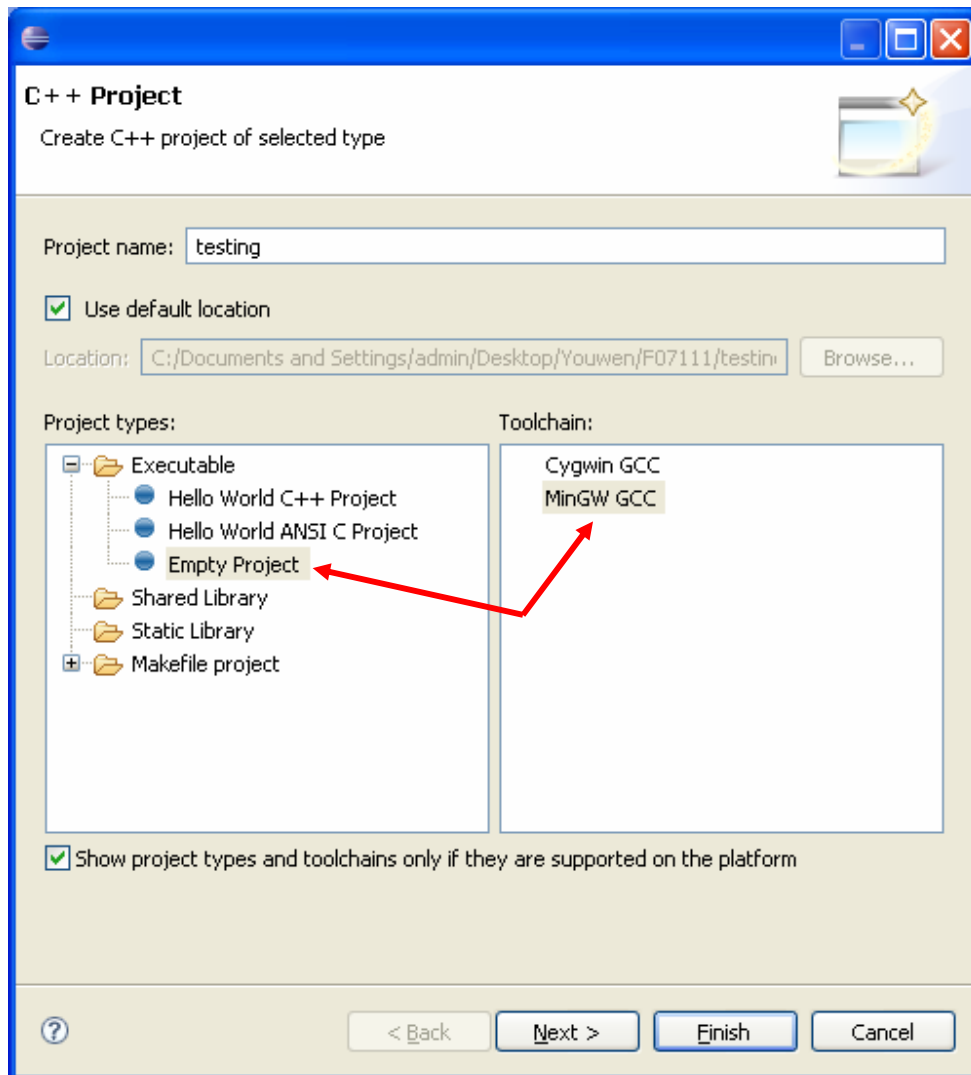 C++ Project
Create C++ project of selected type
Project name: testing
Use default location
Location: C:/Documents and Settings/admin/Desktop/Youwen/F07111/testin Browse...
Project types: Toolchain:
Executable Cygwin GCC
Hello World C++ Project MinGW GCC
Hello World ANSI C Project
Empty Project
Shared Library
Static Library
Makefile project
Show project types and toolchains only if they are supported on the platform
? < Back Next > Finish Cancel